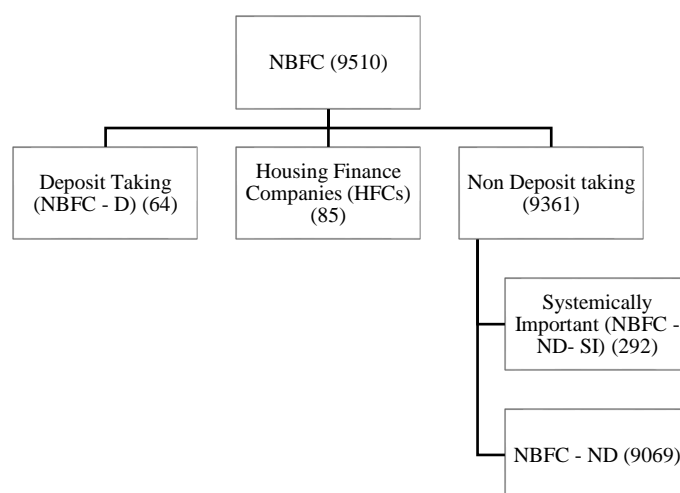 NBFC (9510)
Deposit Taking
(NBFC - D) (64)
Housing Finance
Companies (HFCs)
(85)
Non Deposit taking
(9361)
Systemically
Important (NBFC -
ND- SI) (292)
NBFC - ND (9069)